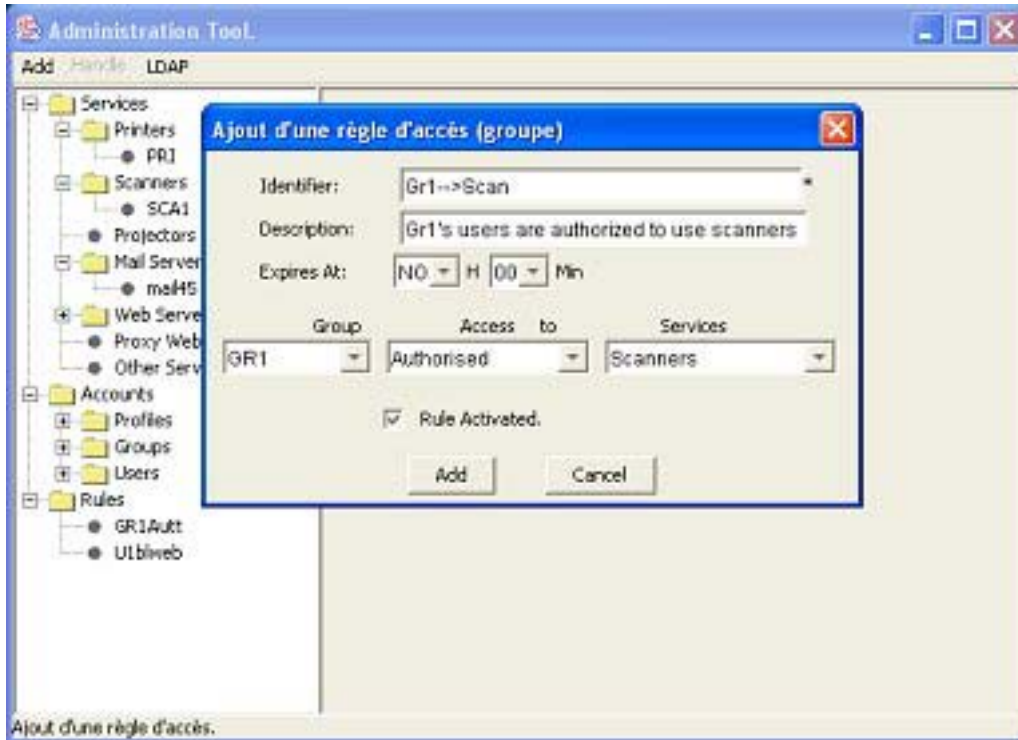 Administration TooL
Add Handle LDAP
Services
Printers
PRI
Scanners
SCA1
Projectors
Mail Server
mail45
Web Serve
Proxy Web
Other Serv
Accounts
Profiles
Groups
Users
Rules
GR1Autt
U1blweb
Ajout d'une règle d'accès (groupe)
Identifier: Gr1-->Scan *
Description: Gr1's users are authorized to use scanners
Expires At: NO H 00 Min
Group Access to Services
GR1 Authorised Scanners
Rule Activated.
Add Cancel
Ajout d'une règle d'accès.